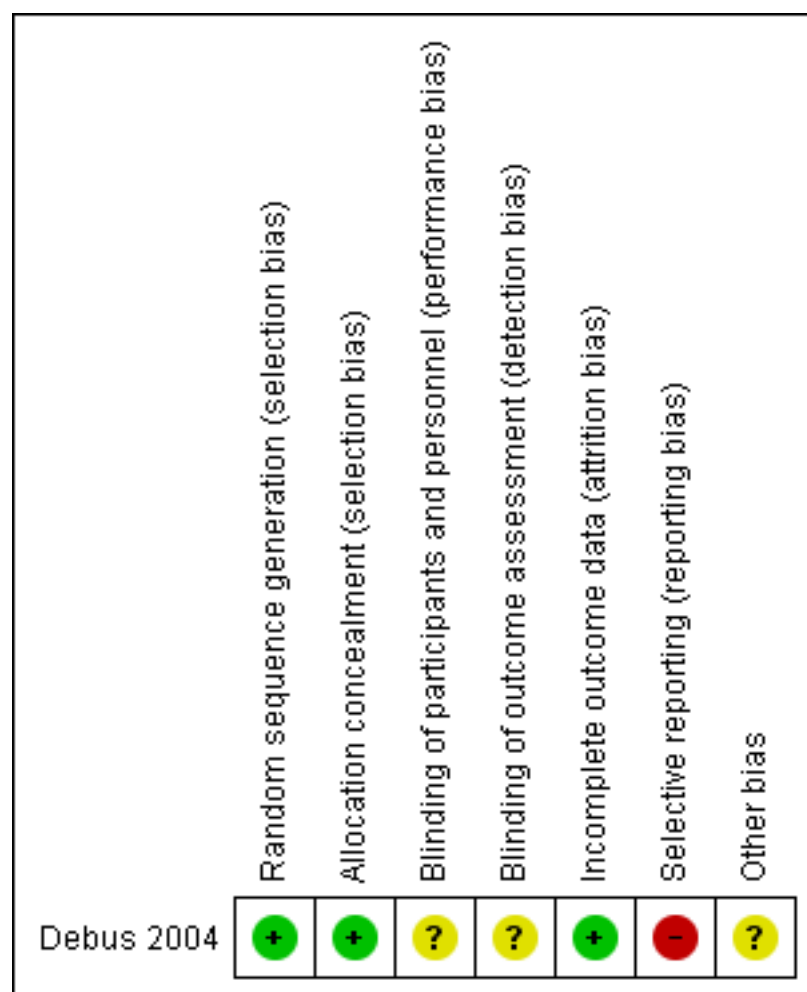 Random sequence generation (selection bias)
Allocation concealment (selection bias)
Blinding of participants and personnel (performance bias)
Blinding of outcome assessment (detection bias)
Incomplete outcome data (attrition bias)
Selective reporting (reporting bias)
Other bias
Debus 2004 + + ? ? + - ?